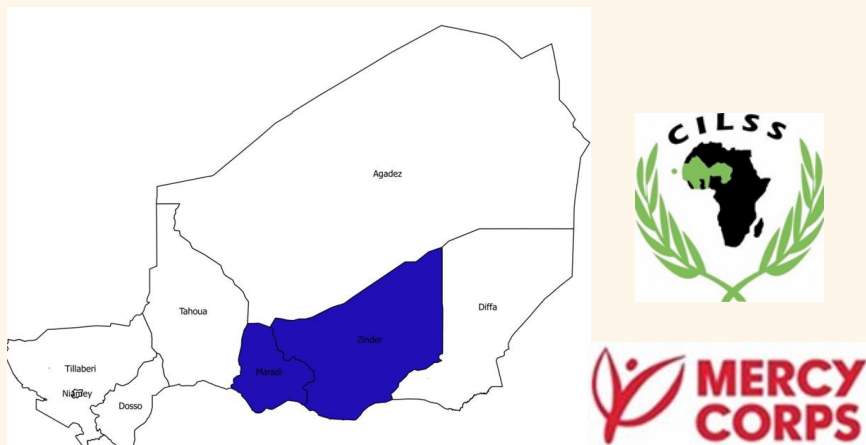 Agadez
Tahoua
Diffa
Zinder
Maradi
Tillaberi
Niamey
Dosso
CILSS
MERCY
CORPS